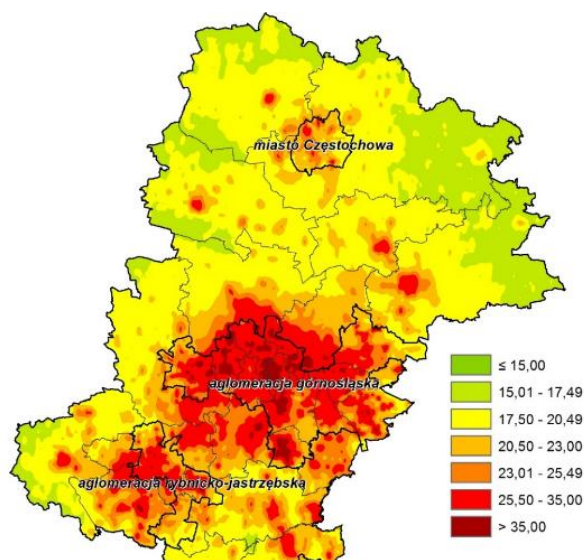 miasto Częstochowa
aglomeracja górnośląska
aglomeracja rybnicko-jastrzębska
≤ 15,00
15,01 - 17,49
17,50 - 20,49
20,50 - 23,00
23,01 - 25,49
25,50 - 35,00
> 35,00